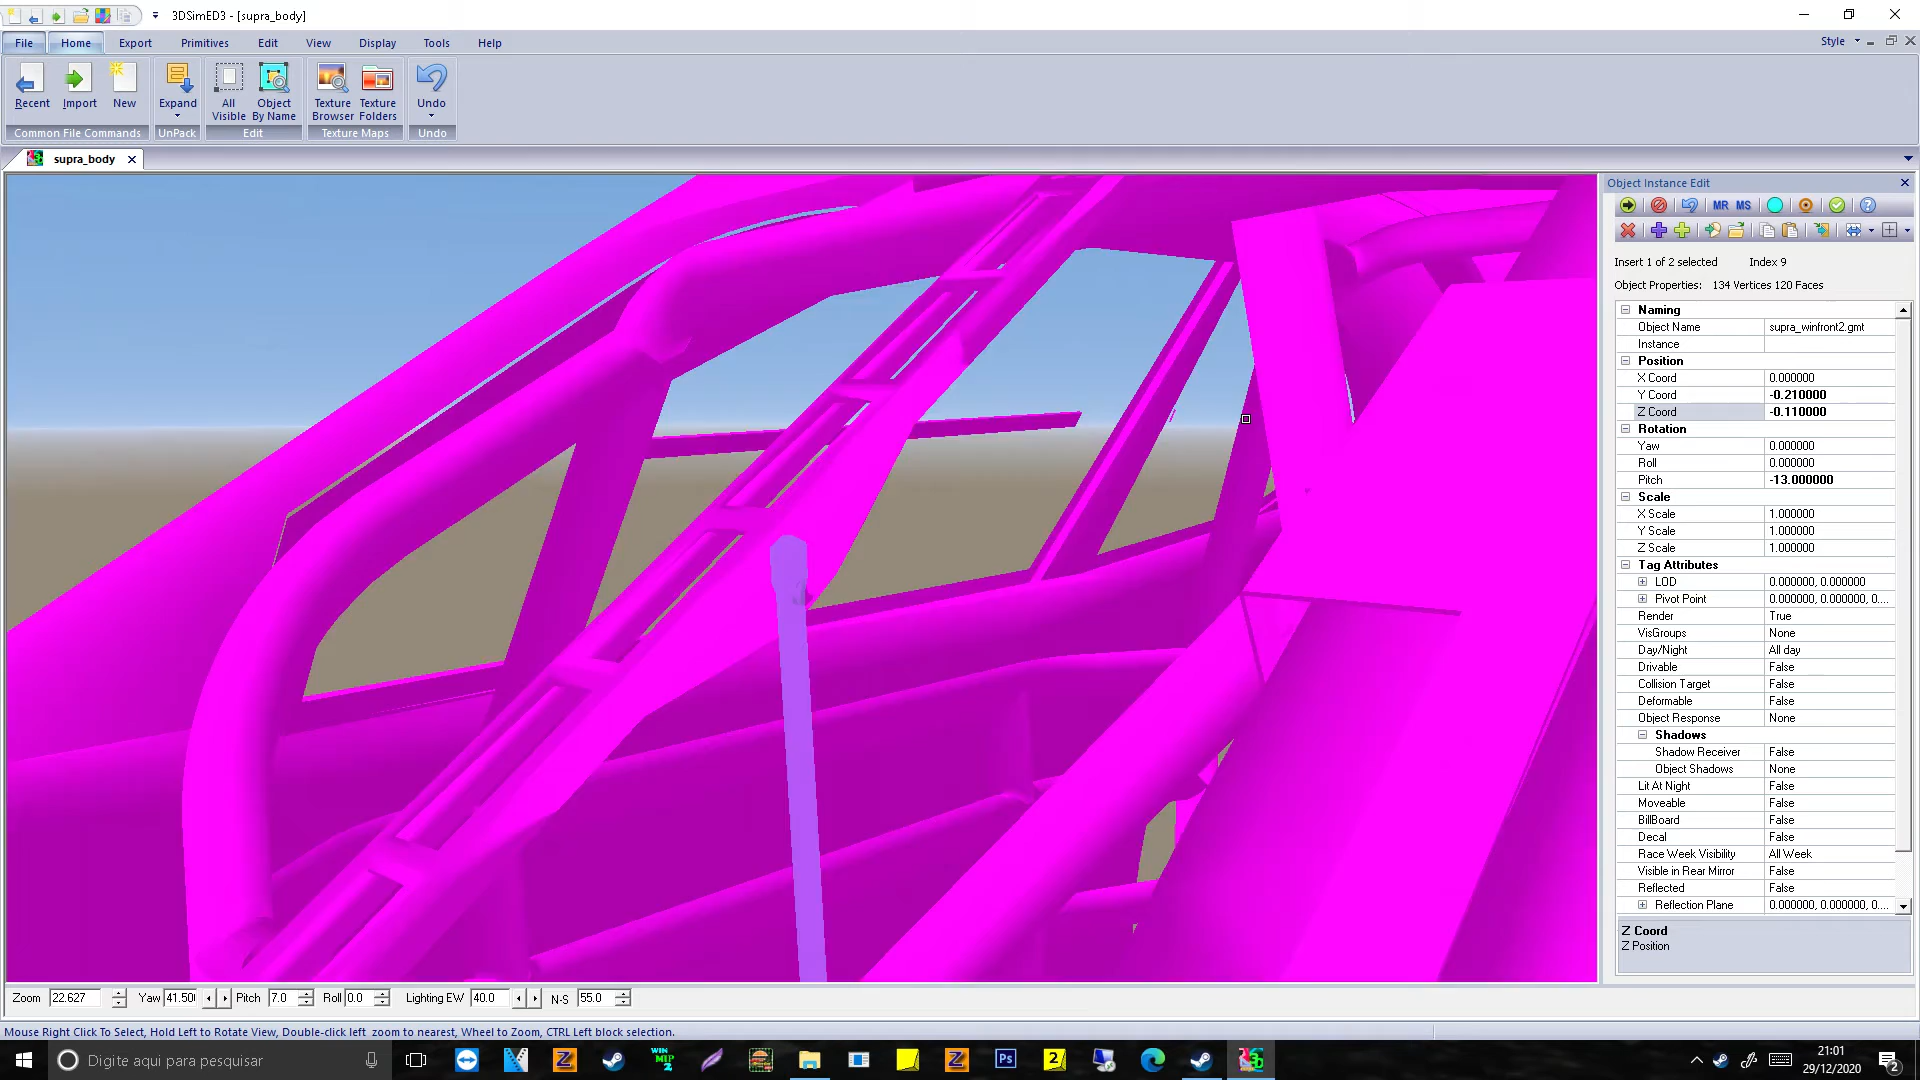 3DSimED3 - [supra_body]
File Home Export Primitives Edit View Display Tools Help
Style
Recent Import New Expand All Visible Object By Name Texture Browser Texture Folders Undo
Common File Commands UnPack Edit Texture Maps Undo
supra_body
Object Instance Edit
MR MS
Insert 1 of 2 selected Index 9
Object Properties: 134 Vertices 120 Faces
Naming
Object Name supra_winfront2.gmt
Instance
Position
X Coord 0.000000
Y Coord -0.210000
Z Coord -0.110000
Rotation
Yaw 0.000000
Roll 0.000000
Pitch -13.000000
Scale
X Scale 1.000000
Y Scale 1.000000
Z Scale 1.000000
Tag Attributes
LOD 0.000000, 0.000000
Pivot Point 0.000000, 0.000000, 0....
Render True
VisGroups None
Day/Night All day
Drivable False
Collision Target False
Deformable False
Object Response None
Shadows
Shadow Receiver False
Object Shadows None
Lit At Night False
Moveable False
BillBoard False
Decal False
Race Week Visibility All Week
Visible in Rear Mirror False
Reflected False
Reflection Plane 0.000000, 0.000000, 0....
Z Coord
Z Position
Zoom 22.627 Yaw 41.50 Pitch 7.0 Roll 0.0 Lighting EW 40.0 N-S 55.0
Mouse Right Click To Select, Hold Left to Rotate View, Double-click left zoom to nearest, Wheel to Zoom, CTRL Left block selection.
Digite aqui para pesquisar
WIN MIP 2
Ps
2
21:01
29/12/2020
2